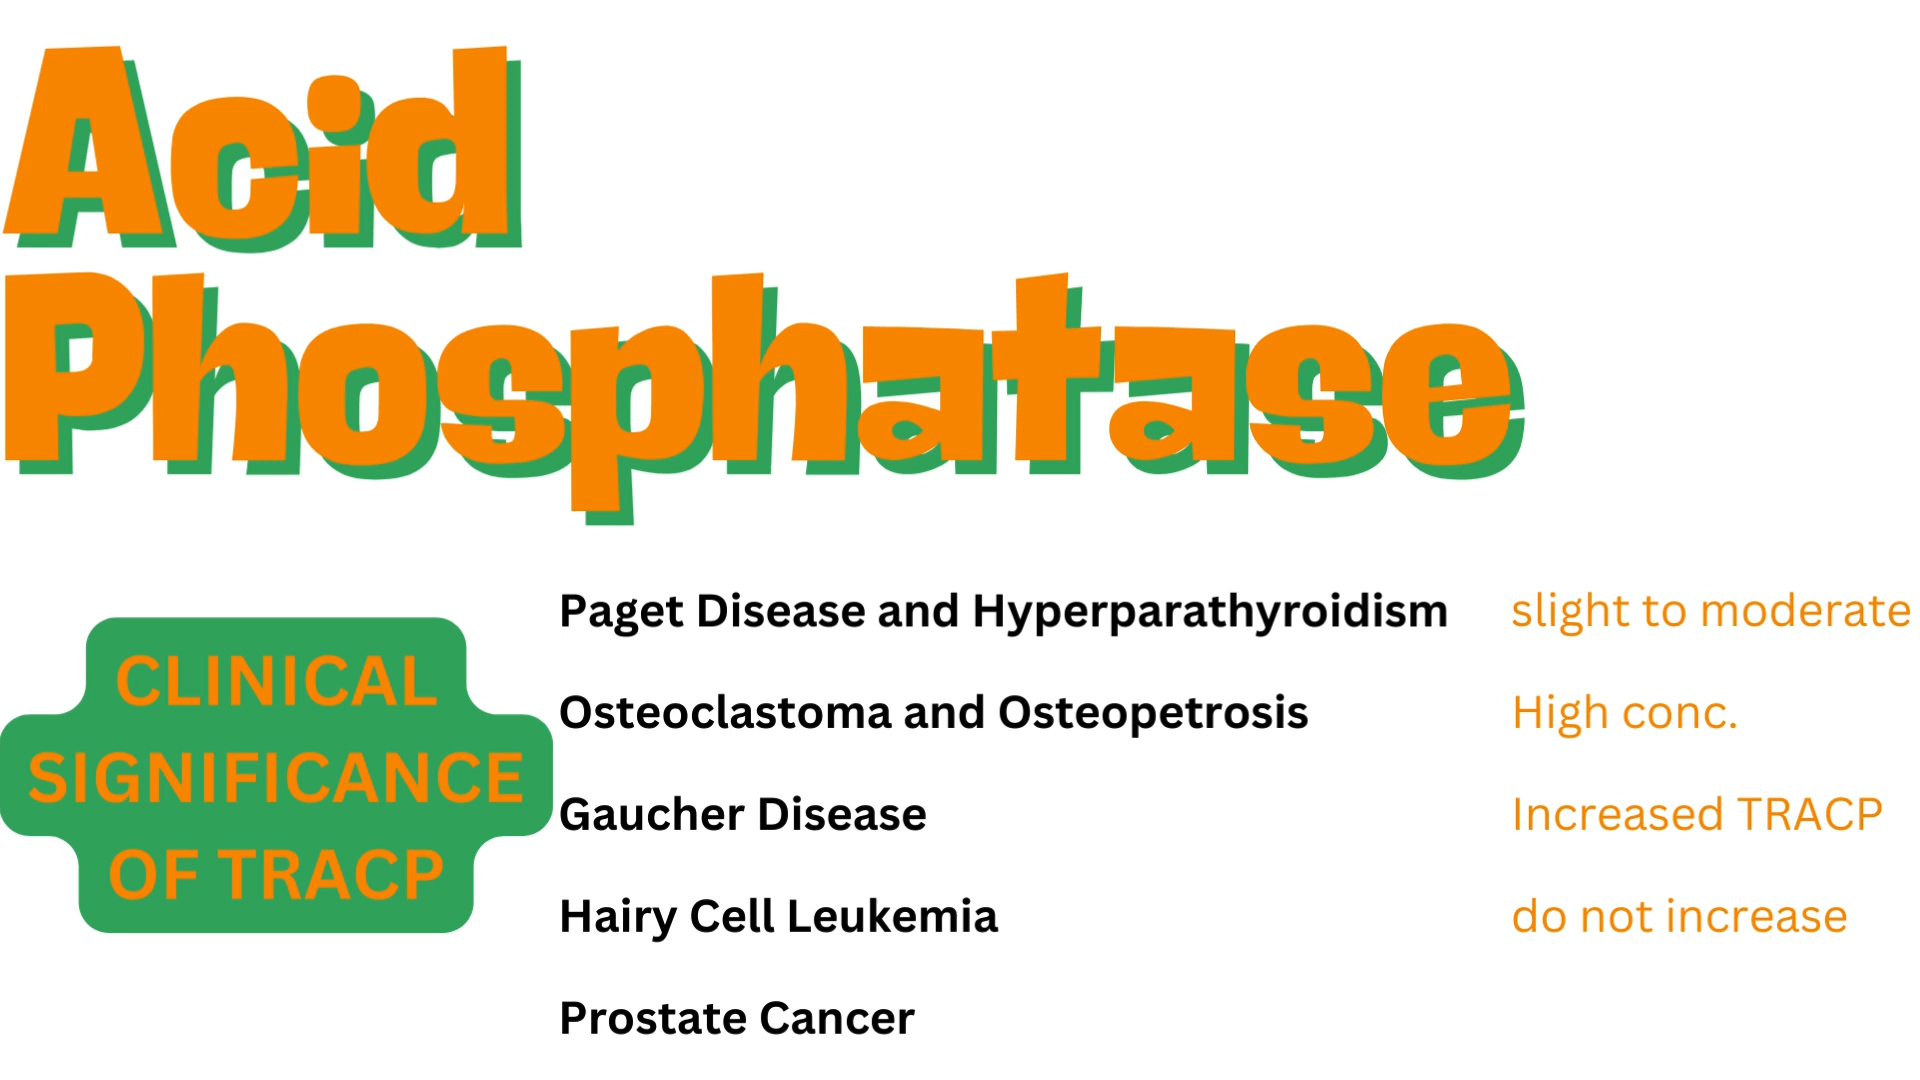 Acid
Phosphatase
CLINICAL
SIGNIFICANCE
OF TRACP
Paget Disease and Hyperparathyroidism slight to moderate
Osteoclastoma and Osteopetrosis High conc.
Gaucher Disease Increased TRACP
Hairy Cell Leukemia do not increase
Prostate Cancer